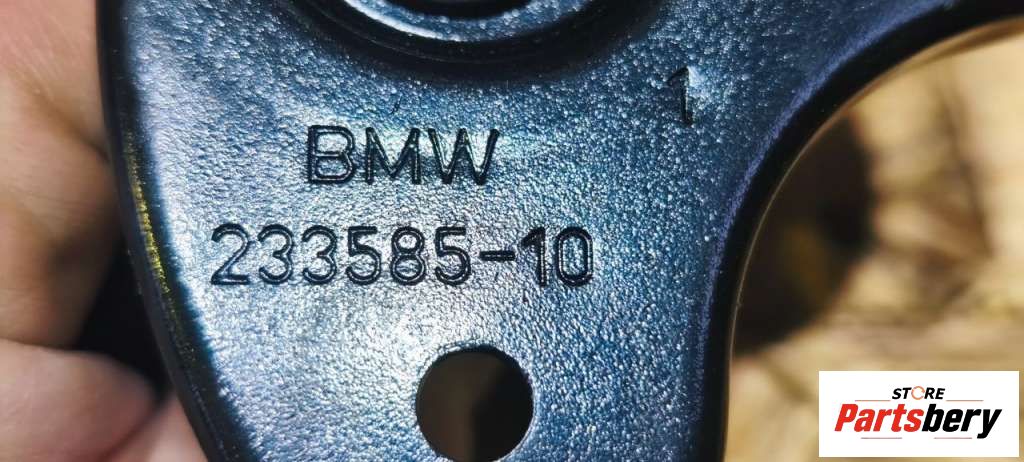 1
BMW
233585-10
STORE
Partsbery